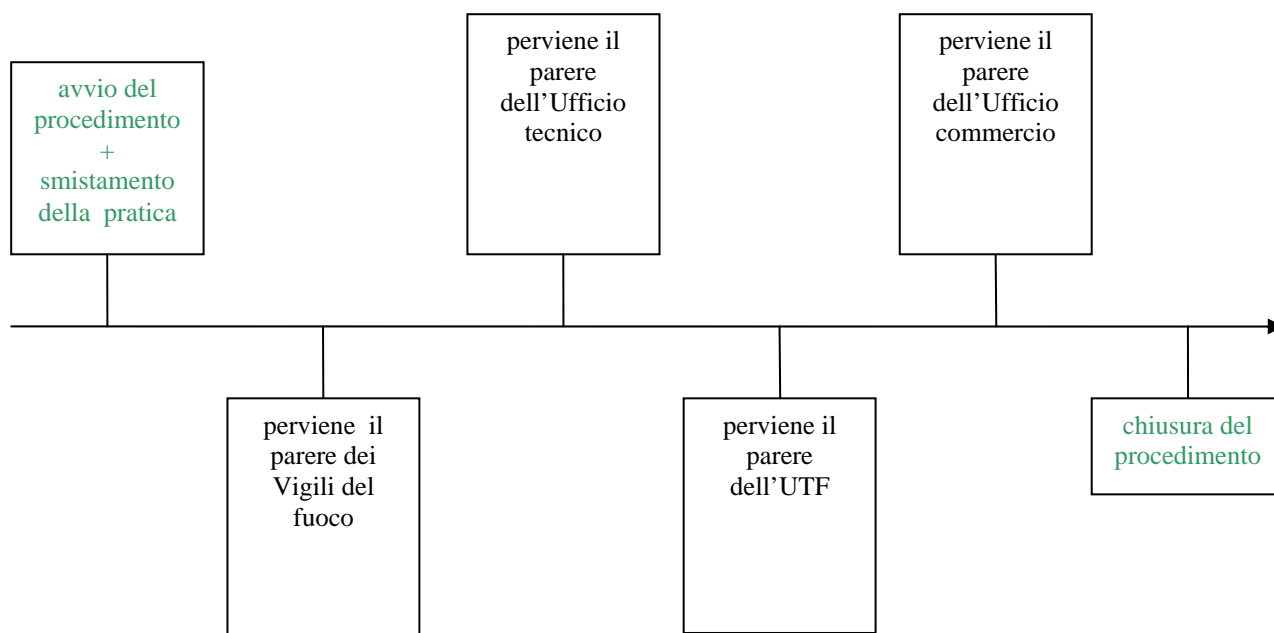 avvio del
procedimento
+
smistamento
della pratica
perviene il
parere dei
Vigili del
fuoco
perviene il
parere
dell’Ufficio
tecnico
perviene il
parere
dell’UTF
perviene il
parere
dell’Ufficio
commercio
chiusura del
procedimento